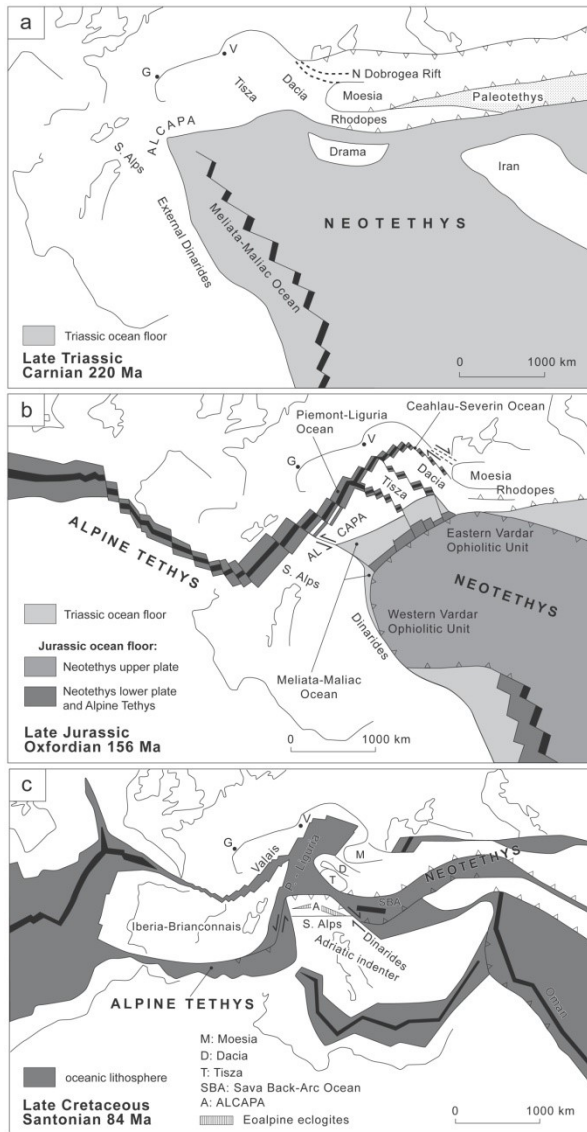 a
G
V
N Dobrogea Rift
Tisza
Dacia
Moesia
Paleotethys
Rhodopes
ALCAPA
S. Alps
Drama
Iran
External Dinarides
Meliata-Maliac Ocean
NEOTETHYS
Triassic ocean floor
Late Triassic
Carnian 220 Ma
0 1000 km
b
Ceahlau-Severin Ocean
Piemont-Liguria
Ocean
V
G
Dacia
Tisza
Moesia
Rhodopes
ALPINE TETHYS
AL CAPA
S. Alps
Eastern Vardar
Ophiolitic Unit
NEOTETHYS
Western Vardar
Ophiolitic Unit
Dinarides
Meliata-Maliac
Ocean
Triassic ocean floor
Jurassic ocean floor:
Neotethys upper plate
Neotethys lower plate
and Alpine Tethys
Late Jurassic
Oxfordian 156 Ma
0 1000 km
c
V
G
Valais
M
D
T
NEOTETHYS
SBA
Iberia-Brianconnais
A
S. Alps
Dinarides
Adriatic indenter
ALPINE TETHYS
Oman
M: Moesia
D: Dacia
T: Tisza
SBA: Sava Back-Arc Ocean
A: ALCAPA
Eoalpine eclogites
oceanic lithosphere
Late Cretaceous
Santonian 84 Ma
0 1000 km